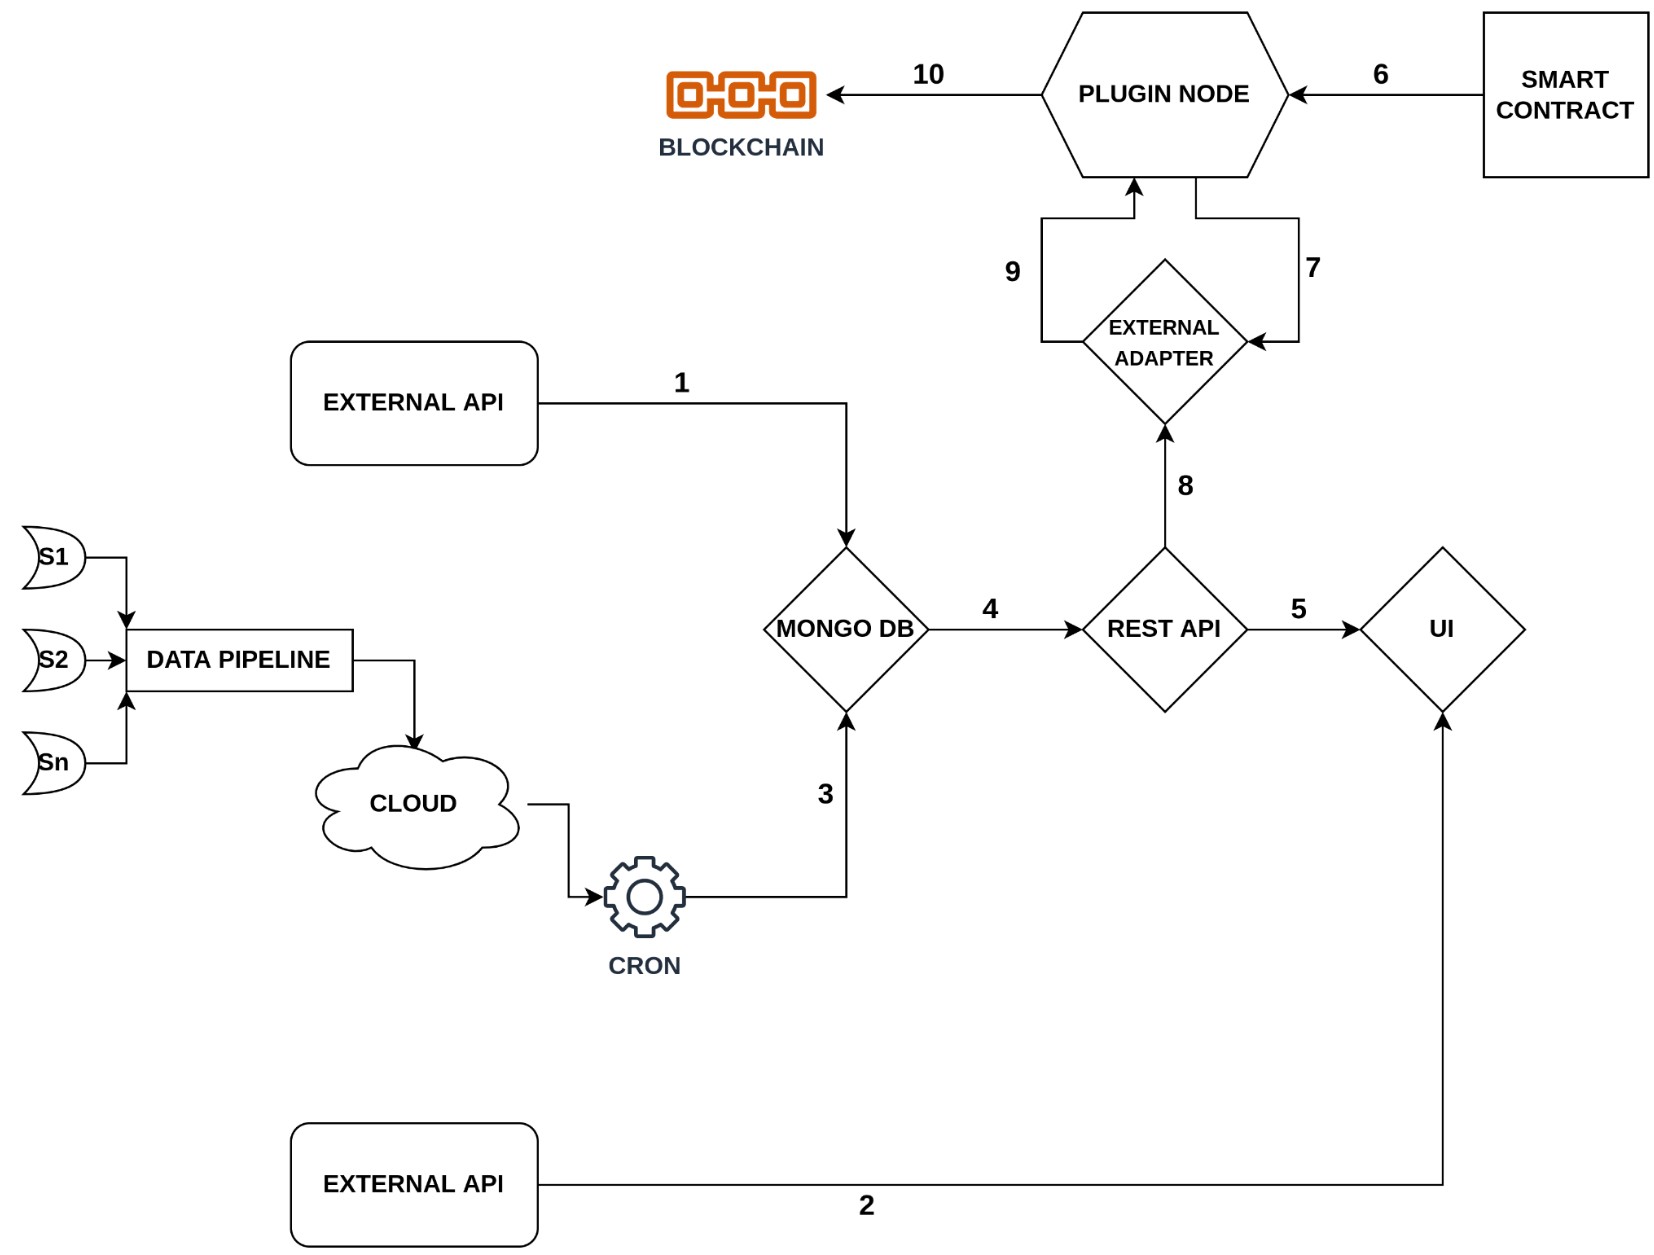 10
6
PLUGIN NODE
SMART
CONTRACT
BLOCKCHAIN
9
7
EXTERNAL
ADAPTER
EXTERNAL API
1
8
S1
S2
Sn
DATA PIPELINE
MONGO DB
4
REST API
5
UI
CLOUD
3
CRON
EXTERNAL API
2